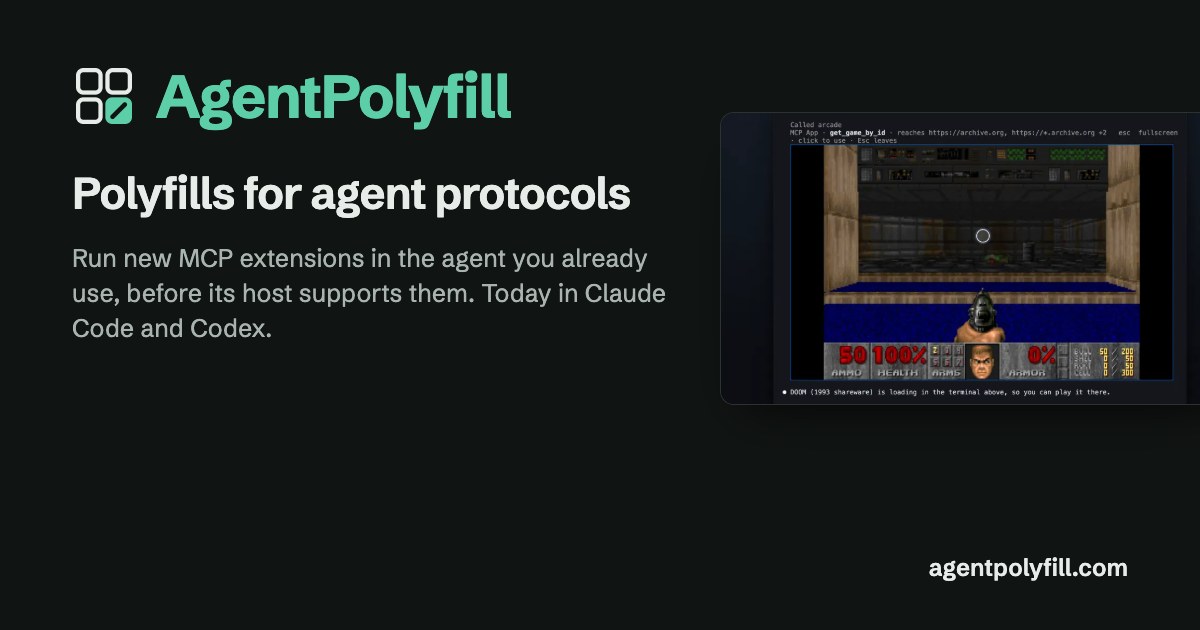 AgentPolyfill
Polyfills for agent protocols
Run new MCP extensions in the agent you already
use, before its host supports them. Today in Claude
Code and Codex.
Called arcade
MCP App · get_game_by_id · reaches https://archive.org, https://*.archive.org +2 esc fullscreen
· click to use · Esc leaves
50 100% 0%
AMMO HEALTH ARMS ARMOR
● DOOM (1993 shareware) is loading in the terminal above, so you can play it there.
agentpolyfill.com